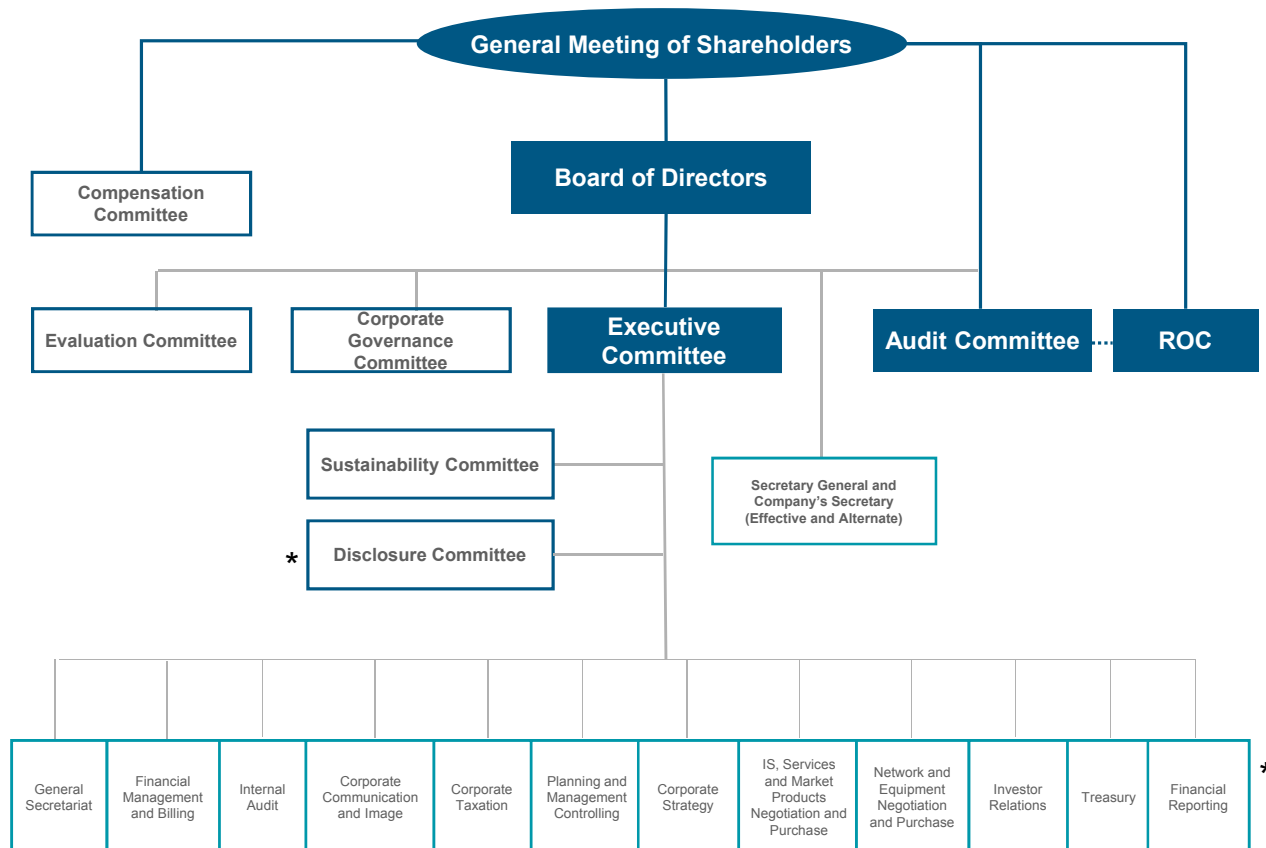 General Meeting of Shareholders
Board of Directors
Compensation
Committee
Evaluation Committee
Corporate
Governance
Committee
Executive
Committee
Audit Committee
ROC
Sustainability Committee
Secretary General and
Company's Secretary
(Effective and Alternate)
* Disclosure Committee
General
Secretariat
Financial
Management
and Billing
Internal
Audit
Corporate
Communication
and Image
Corporate
Taxation
Planning and
Management
Controlling
Corporate
Strategy
IS, Services
and Market
Products
Negotiation and
Purchase
Network and
Equipment
Negotiation
and Purchase
Investor
Relations
Treasury
Financial
Reporting
*